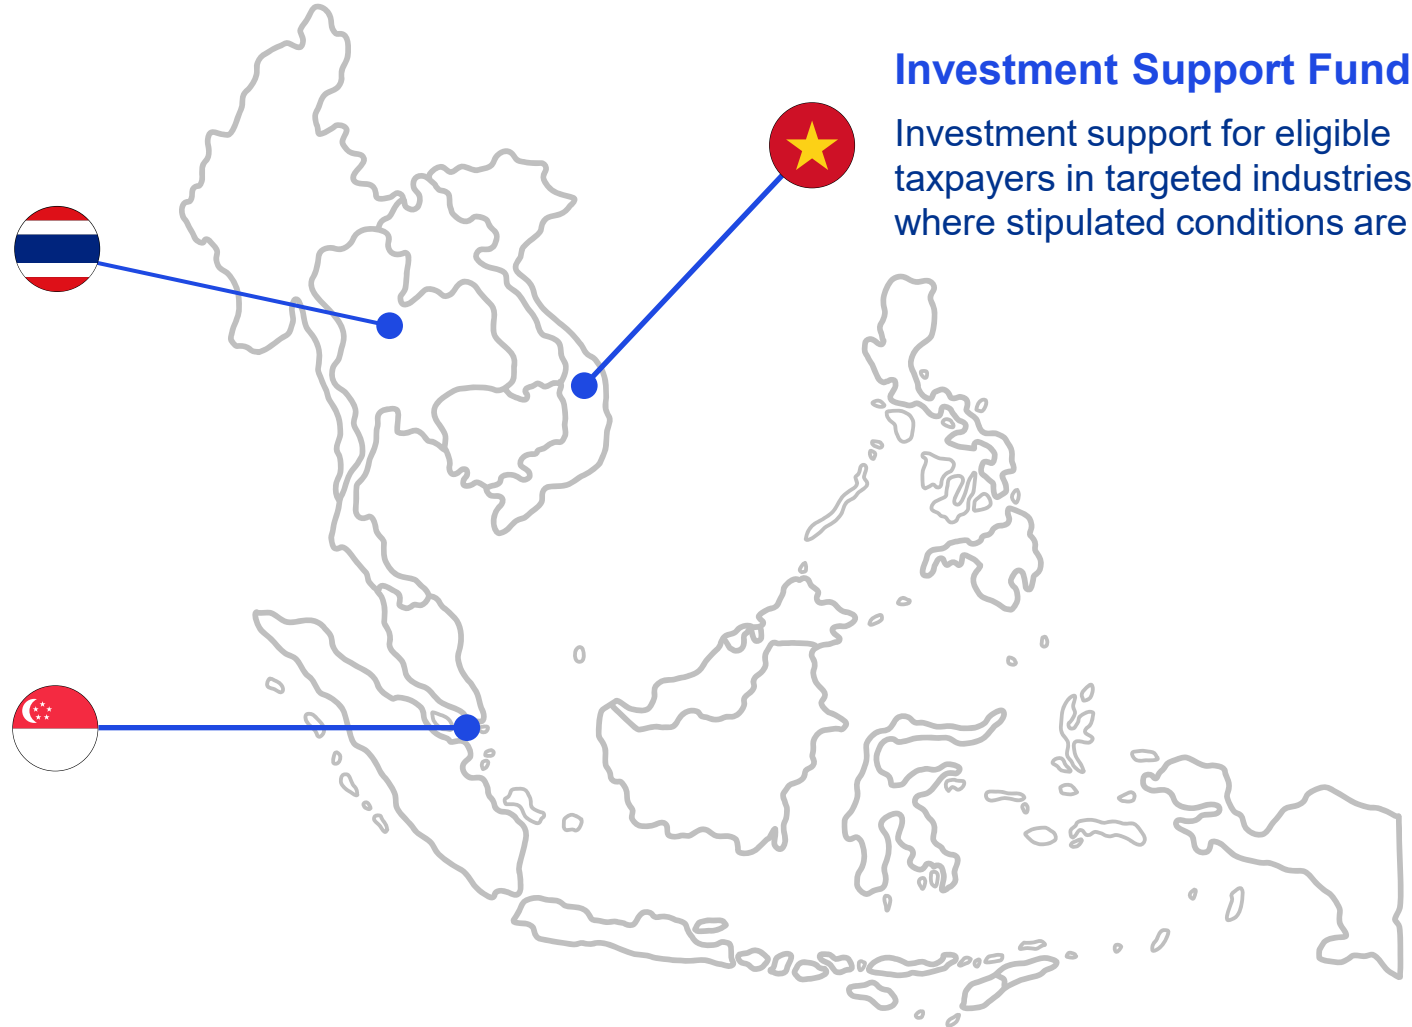 Investment Support Fund
Investment support for eligible
taxpayers in targeted industries
where stipulated conditions are